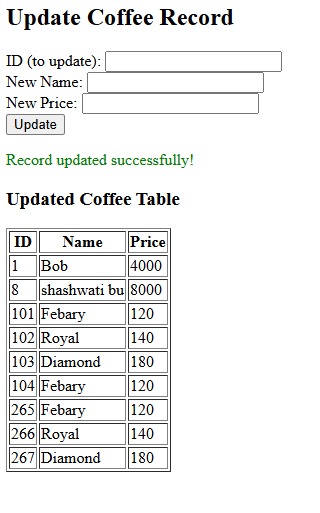 Update Coffee Record
ID (to update):
New Name:
New Price:
Update
Record updated successfully!
Updated Coffee Table
ID Name Price
1 Bob 4000
8 shashwati bu 8000
101 Febary 120
102 Royal 140
103 Diamond 180
104 Febary 120
265 Febary 120
266 Royal 140
267 Diamond 180